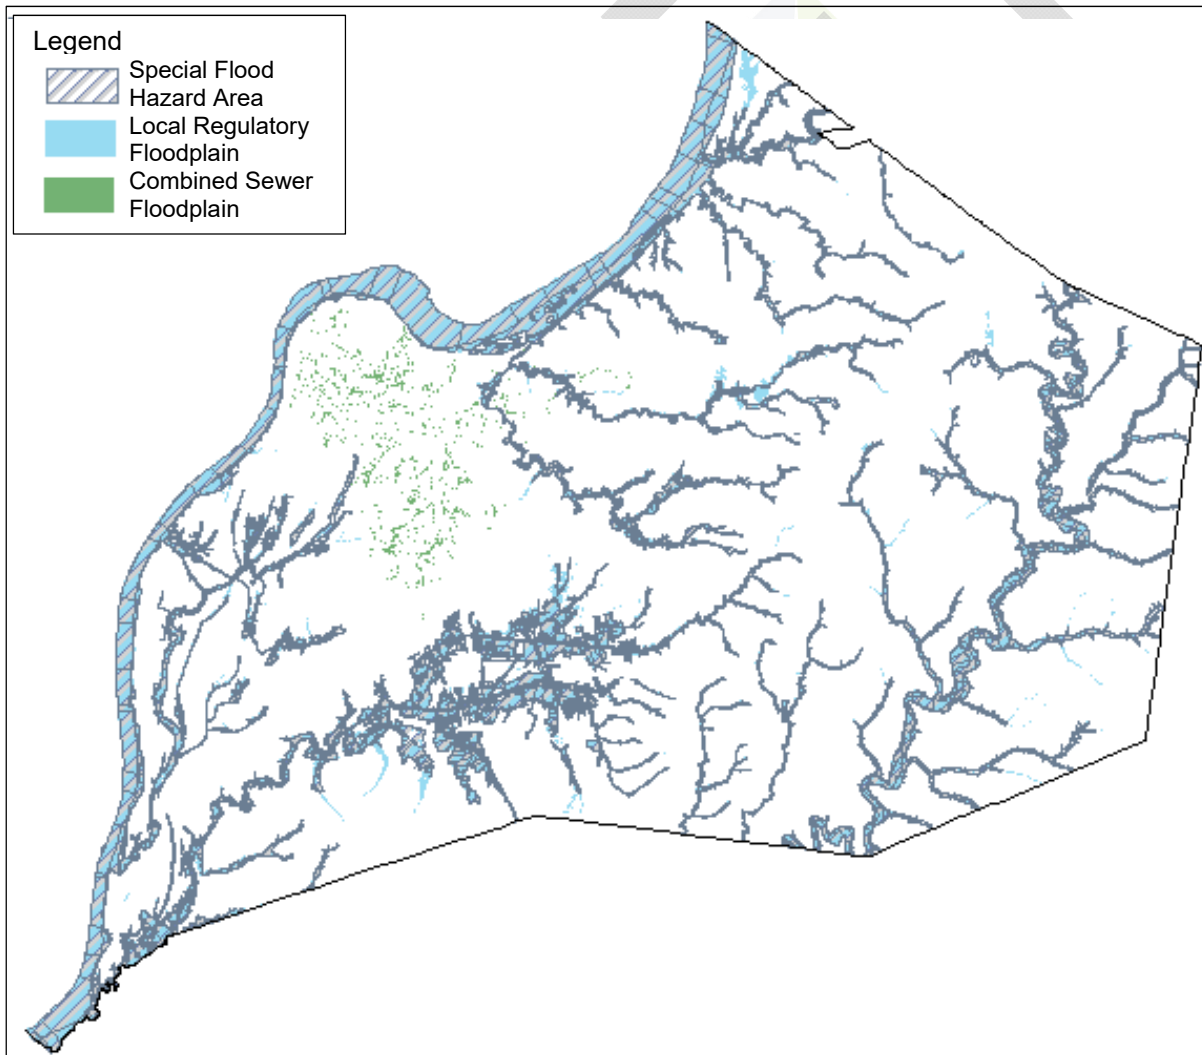 Legend
Special Flood
Hazard Area
Local Regulatory
Floodplain
Combined Sewer
Floodplain